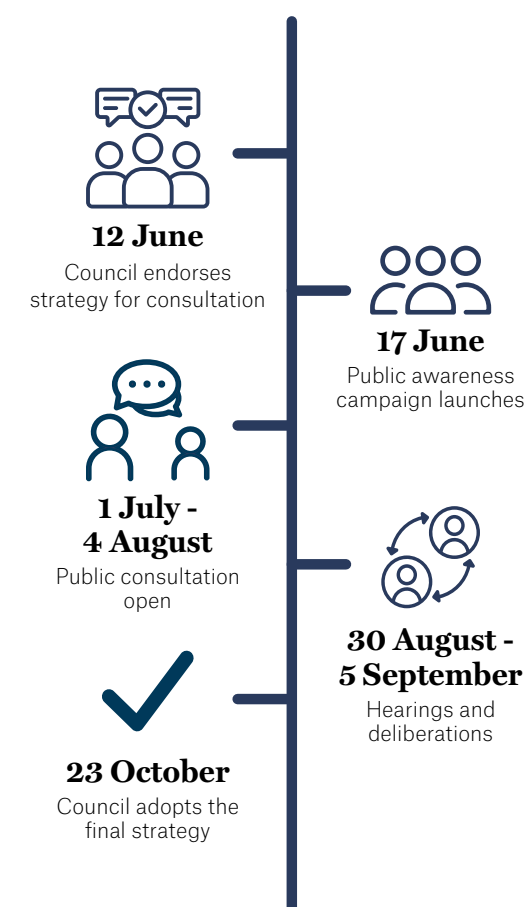 12 June
Council endorses
strategy for consultation
17 June
Public awareness
campaign launches
1 July -
4 August
Public consultation
open
30 August -
5 September
Hearings and
deliberations
23 October
Council adopts the
final strategy